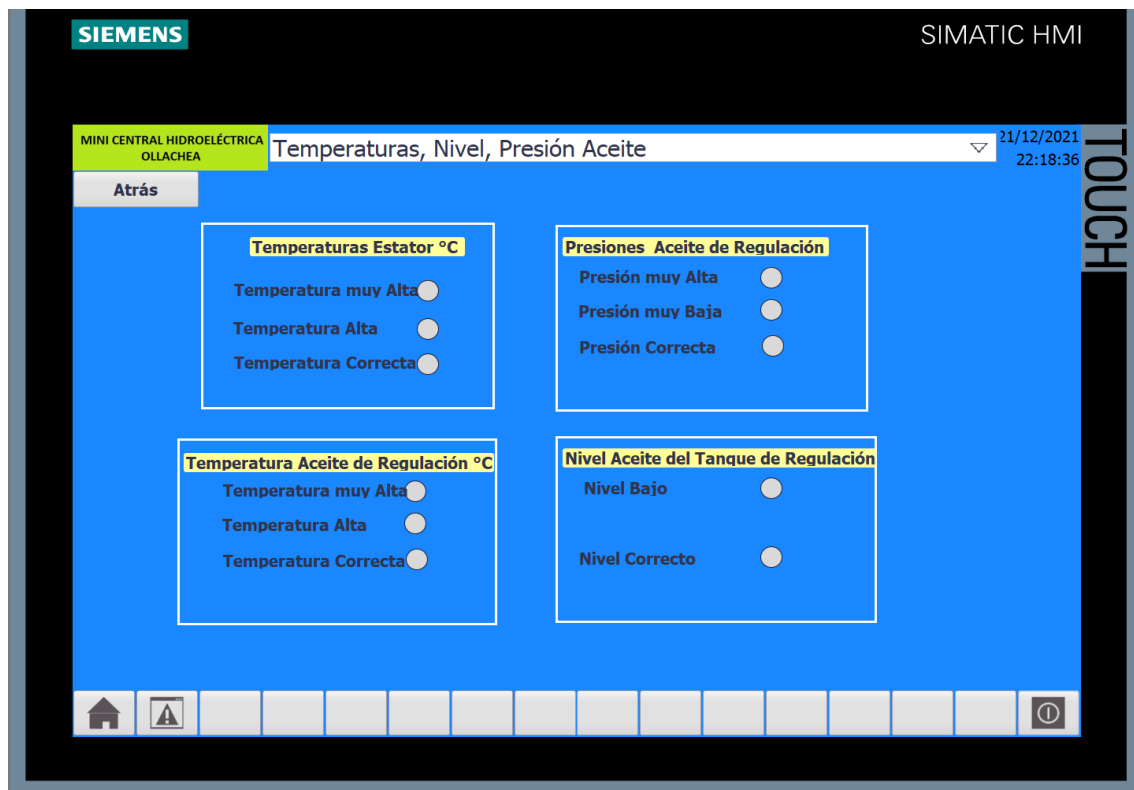 SIEMENS
SIMATIC HMI
TOUCH
MINI CENTRAL HIDROELÉCTRICA
OLLACHEA
Temperaturas, Nivel, Presión Aceite
21/12/2021
22:18:36
Atrás
Temperaturas Estator °C
Temperatura muy Alta
Temperatura Alta
Temperatura Correcta
Presiones Aceite de Regulación
Presión muy Alta
Presión muy Baja
Presión Correcta
Temperatura Aceite de Regulación °C
Temperatura muy Alta
Temperatura Alta
Temperatura Correcta
Nivel Aceite del Tanque de Regulación
Nivel Bajo
Nivel Correcto